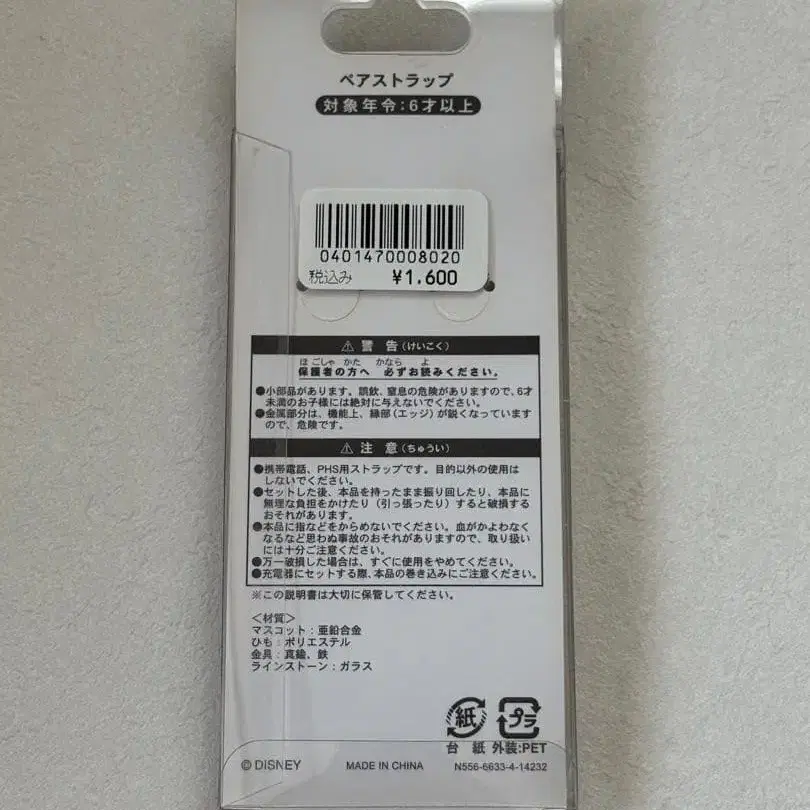 ペアストラップ
対象年令:6才以上
0401470008020
税込み ¥1,600
⚠ 警告(けいこく)
ほごしゃ かた かなら よ
保護者の方へ 必ずお読みください。
●小部品があります。誤飲、窒息の危険がありますので、6才
未満のお子様には絶対に与えないでください。
●金属部分は、機能上、縁部(エッジ)が鋭くなっています
ので、危険です。
⚠ 注意(ちゅうい)
●携帯電話、PHS用ストラップです。目的以外の使用は
しないでください。
●セットした後、本品を持ったまま振り回したり、本品に
無理な負担をかけたり(引っ張ったり)すると破損する
おそれがあります。
●本品に指などをからめないでください。血がかよわなく
なるなど思わぬ事故のおそれがありますので、取り扱い
には十分ご注意ください。
●万一破損した場合は、すぐに使用をやめてください。
●充電器にセットする際、本品の巻き込みにご注意ください。
※この説明書は大切に保管してください。
＜材質＞
マスコット:亜鉛合金
ひも:ポリエステル
金具:真鍮、鉄
ラインストーン:ガラス
紙 プラ
台紙 外装:PET
© DISNEY MADE IN CHINA N556-6633-4-14232